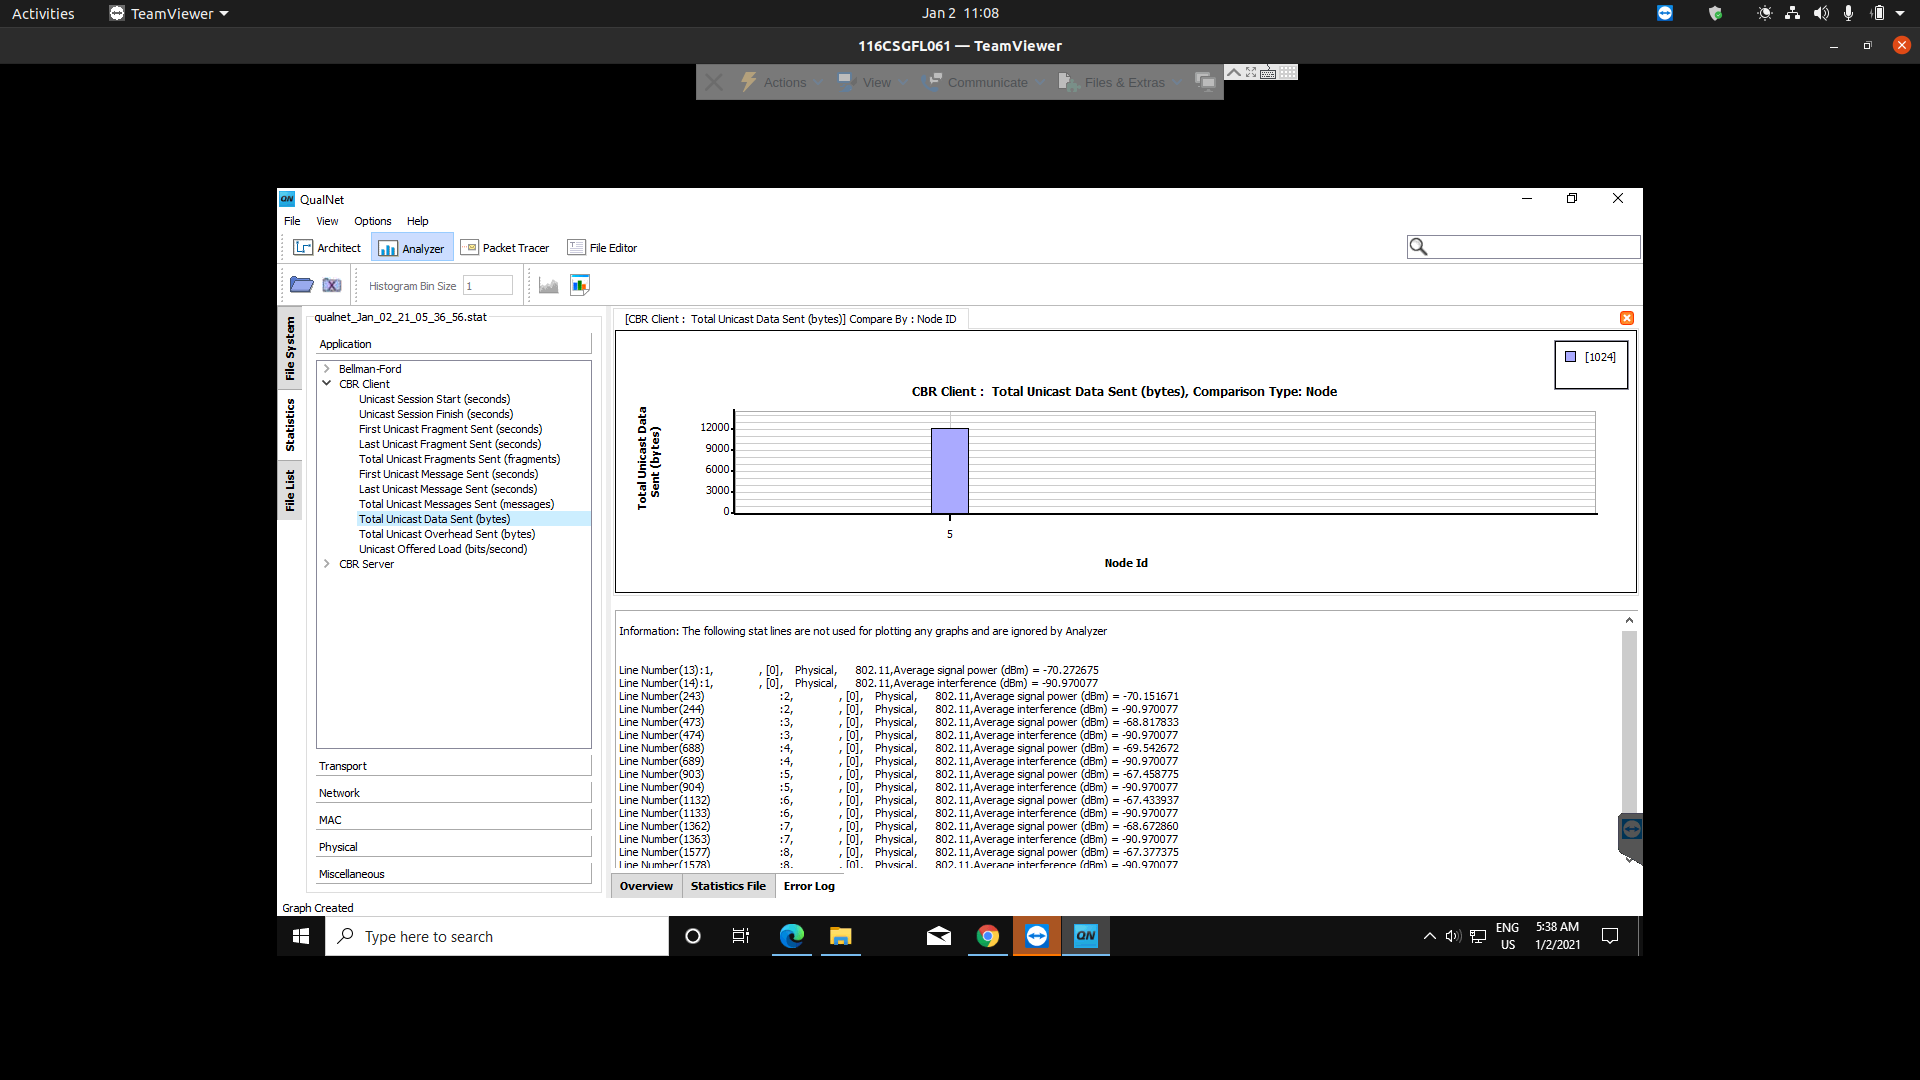 Activities TeamViewer Jan 2 11:08
116CSGFL061 — TeamViewer
Actions View Communicate Files & Extras
QN QualNet
File View Options Help
Architect Analyzer Packet Tracer File Editor
Histogram Bin Size 1
File System
Statistics
File List
qualnet_Jan_02_21_05_36_56.stat
Application
Bellman-Ford
CBR Client
Unicast Session Start (seconds)
Unicast Session Finish (seconds)
First Unicast Fragment Sent (seconds)
Last Unicast Fragment Sent (seconds)
Total Unicast Fragments Sent (fragments)
First Unicast Message Sent (seconds)
Last Unicast Message Sent (seconds)
Total Unicast Messages Sent (messages)
Total Unicast Data Sent (bytes)
Total Unicast Overhead Sent (bytes)
Unicast Offered Load (bits/second)
CBR Server
Transport
Network
MAC
Physical
Miscellaneous
Graph Created
[CBR Client : Total Unicast Data Sent (bytes)] Compare By : Node ID
[1024]
CBR Client : Total Unicast Data Sent (bytes), Comparison Type: Node
Total Unicast Data
Sent (bytes)
12000
9000
6000
3000
0
5
Node Id
Information: The following stat lines are not used for plotting any graphs and are ignored by Analyzer
Line Number(13):1, , [0], Physical, 802.11,Average signal power (dBm) = -70.272675
Line Number(14):1, , [0], Physical, 802.11,Average interference (dBm) = -90.970077
Line Number(243) :2, , [0], Physical, 802.11,Average signal power (dBm) = -70.151671
Line Number(244) :2, , [0], Physical, 802.11,Average interference (dBm) = -90.970077
Line Number(473) :3, , [0], Physical, 802.11,Average signal power (dBm) = -68.817833
Line Number(474) :3, , [0], Physical, 802.11,Average interference (dBm) = -90.970077
Line Number(688) :4, , [0], Physical, 802.11,Average signal power (dBm) = -69.542672
Line Number(689) :4, , [0], Physical, 802.11,Average interference (dBm) = -90.970077
Line Number(903) :5, , [0], Physical, 802.11,Average signal power (dBm) = -67.458775
Line Number(904) :5, , [0], Physical, 802.11,Average interference (dBm) = -90.970077
Line Number(1132) :6, , [0], Physical, 802.11,Average signal power (dBm) = -67.433937
Line Number(1133) :6, , [0], Physical, 802.11,Average interference (dBm) = -90.970077
Line Number(1362) :7, , [0], Physical, 802.11,Average signal power (dBm) = -68.672860
Line Number(1363) :7, , [0], Physical, 802.11,Average interference (dBm) = -90.970077
Line Number(1577) :8, , [0], Physical, 802.11,Average signal power (dBm) = -67.377375
Line Number(1578) :8, , [0], Physical, 802.11,Average interference (dBm) = -90.970077
Overview Statistics File Error Log
Type here to search
QN
ENG
US
5:38 AM
1/2/2021